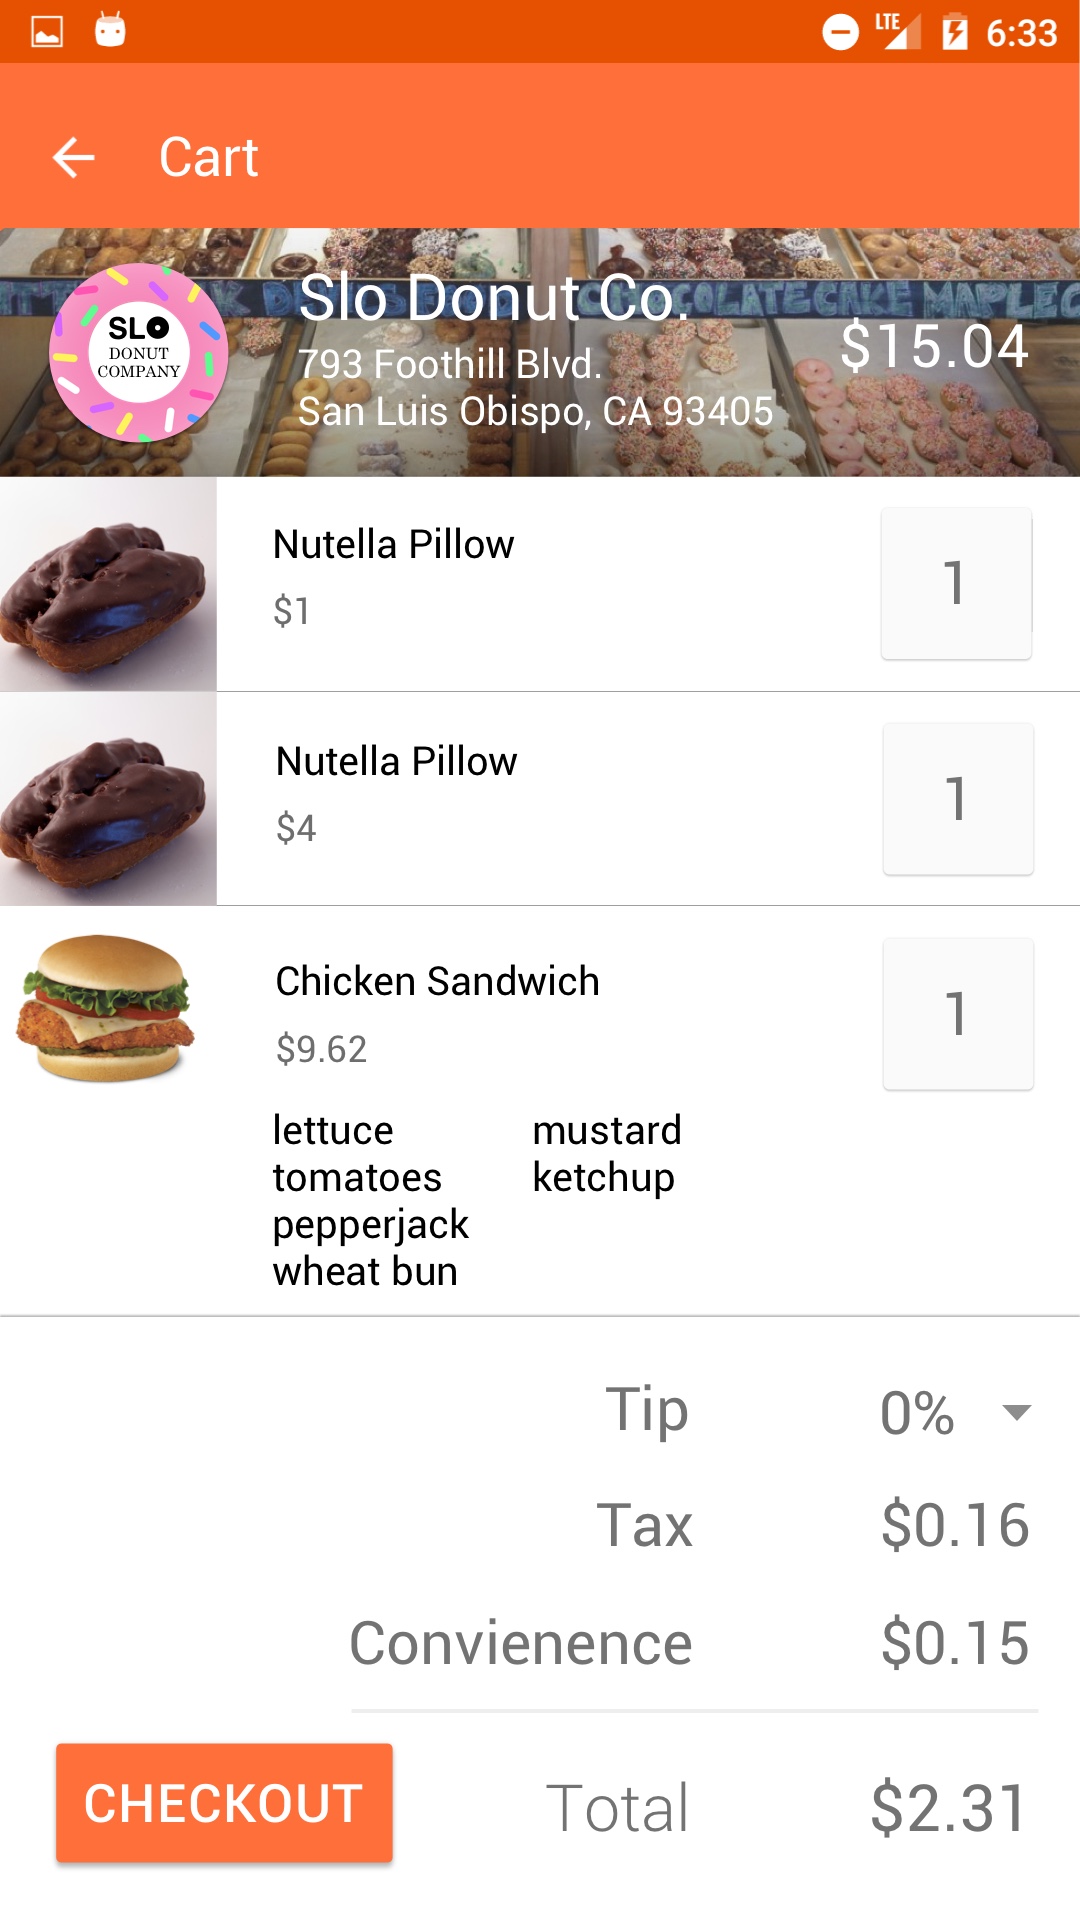 LTE 6:33
Cart
Slo Donut Co.
793 Foothill Blvd.
San Luis Obispo, CA 93405
$15.04
SLO
DONUT
COMPANY
Nutella Pillow
$1
1
Nutella Pillow
$4
1
Chicken Sandwich
$9.62
1
lettuce mustard
tomatoes ketchup
pepperjack
wheat bun
Tip 0%
Tax $0.16
Convienence $0.15
CHECKOUT Total $2.31